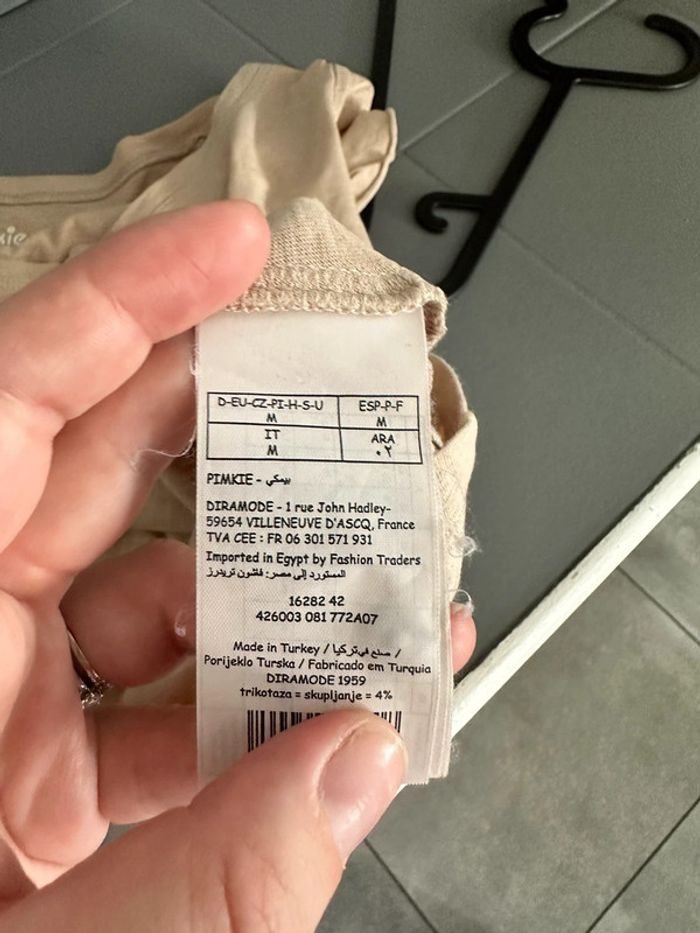 D-EU-CZ-PI-H-S-U
M
ESP-P-F
M
IT
M
ARA
٠٢
PIMKIE - بيمكي
DIRAMODE - 1 rue John Hadley-
59654 VILLENEUVE D'ASCQ, France
TVA CEE : FR 06 301 571 931
Imported in Egypt by Fashion Traders
المستورد إلى مصر: فاشون تريدرز
16282 42
426003 081 772A07
Made in Turkey / صنع في تركيا /
Porijeklo Turska / Fabricado em Turquia
DIRAMODE 1959
trikotaza = skupljanje = 4%